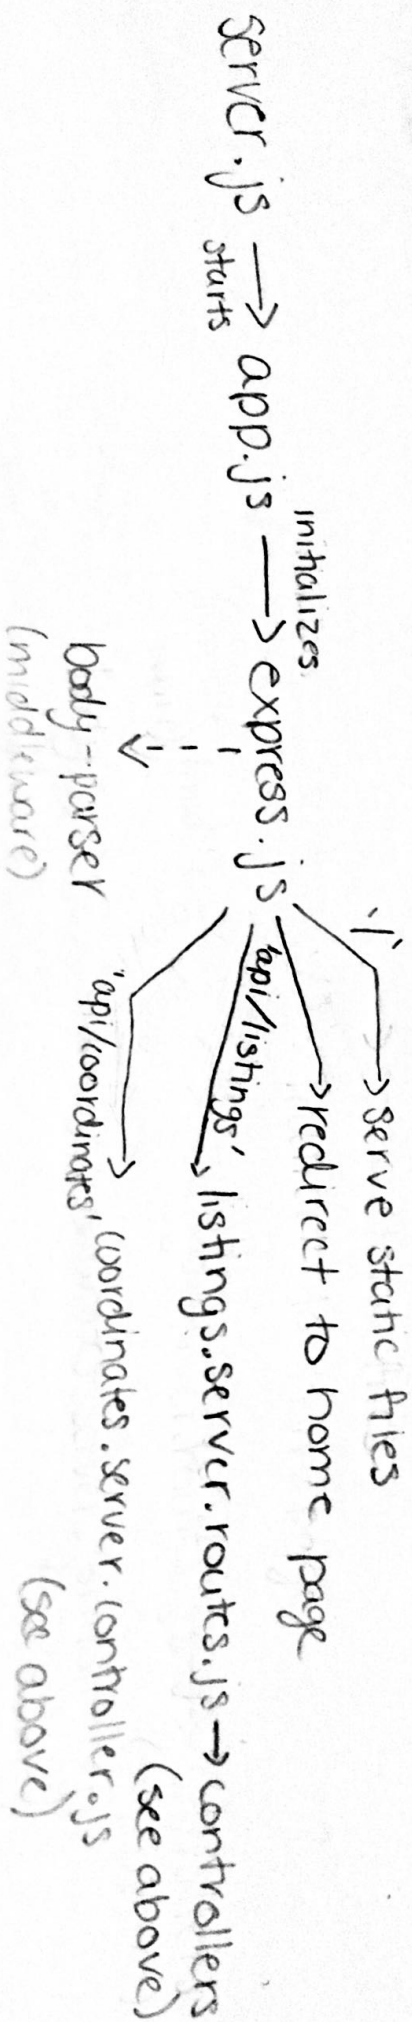 server.js → app.js → express.js
starts
initializes
body-parser
(middleware)
'/'
serve static files
redirect to home page
'api/listings'
listings.server.routes.js → controllers
(see above)
'api/coordinates'
coordinates.server.controller.js
(see above)